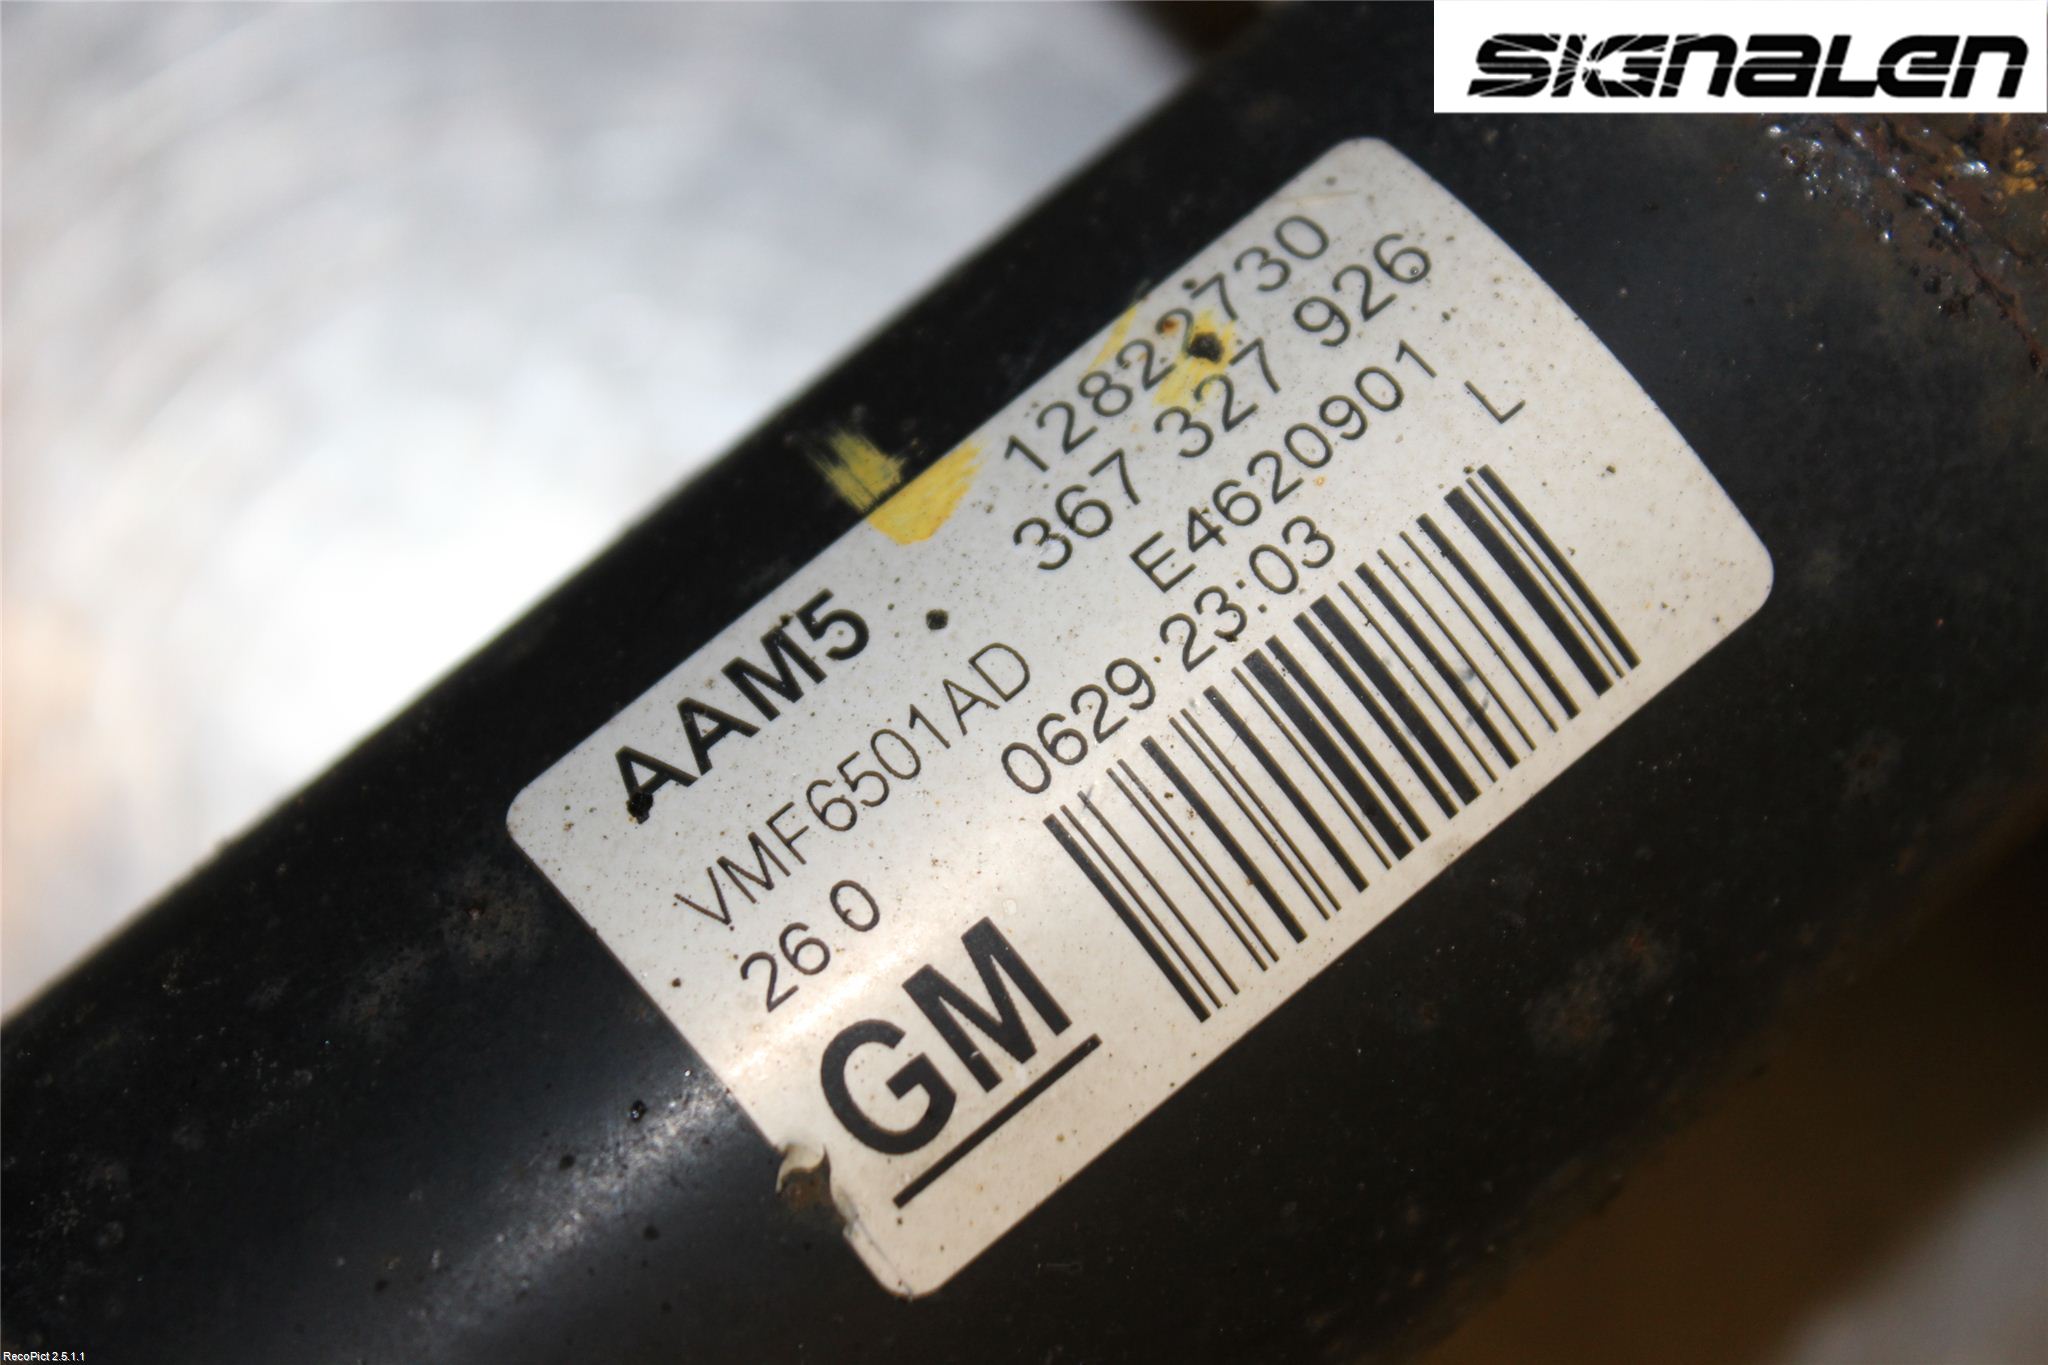 SIGNALEN
AAM5 12822730
367 327 926
VMF6501AD E4620901
26 0 0629 23:03 L
GM
RecoPict 2.5.1.1